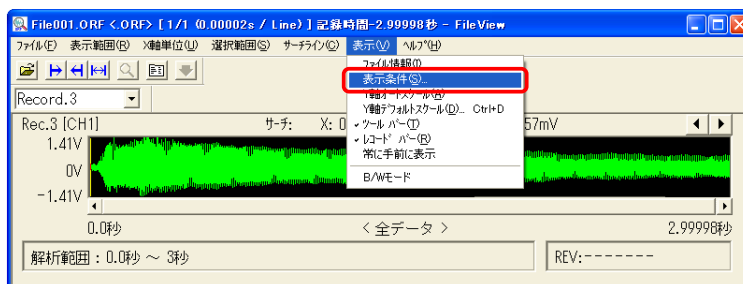 File001.ORF <.ORF> [ 1/1 (0.00002s / Line) ] 記録時間-2.99998秒 - FileView
ファイル(F) 表示範囲(R) X軸単位(U) 選択範囲(S) サーチライン(C) 表示(V) ヘルプ(H)
ファイル情報(I)
表示条件(S)...
Y軸オートスケール(A)
Y軸デフォルトスケール(D)... Ctrl+D
ツール バー(T)
レコード バー(R)
常に手前に表示
B/Wモード
Record.3
Rec.3 [CH1] サーチ: X: 0 57mV
1.41V
0V
-1.41V
0.0秒 <全データ> 2.99998秒
解析範囲:0.0秒 ~ 3秒 REV:-------